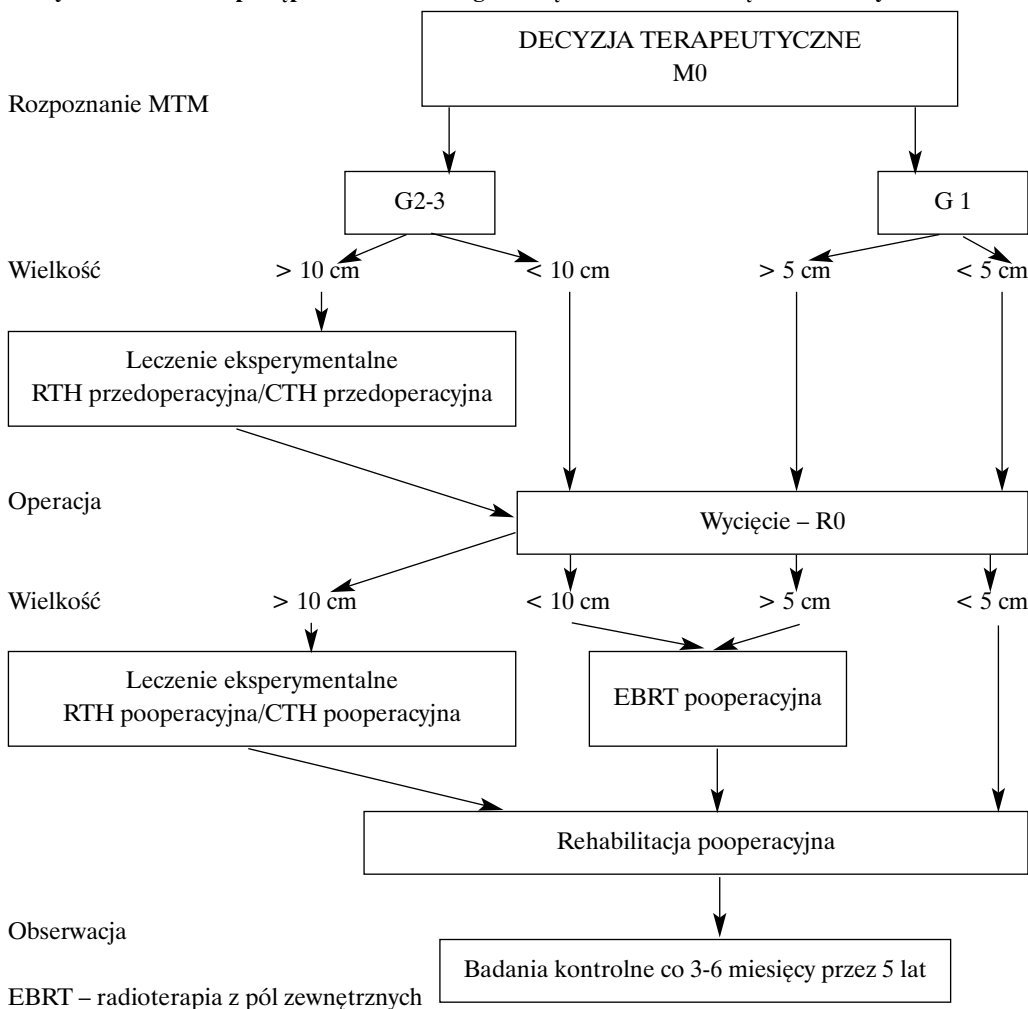 DECYZJA TERAPEUTYCZNE
M0
Rozpoznanie MTM
G2-3
G 1
Wielkość > 10 cm < 10 cm > 5 cm < 5 cm
Leczenie eksperymentalne
RTH przedoperacyjna/CTH przedoperacyjna
Operacja
Wycięcie – R0
Wielkość > 10 cm < 10 cm > 5 cm < 5 cm
Leczenie eksperymentalne
RTH pooperacyjna/CTH pooperacyjna
EBRT pooperacyjna
Rehabilitacja pooperacyjna
Obserwacja
Badania kontrolne co 3-6 miesięcy przez 5 lat
EBRT – radioterapia z pól zewnętrznych